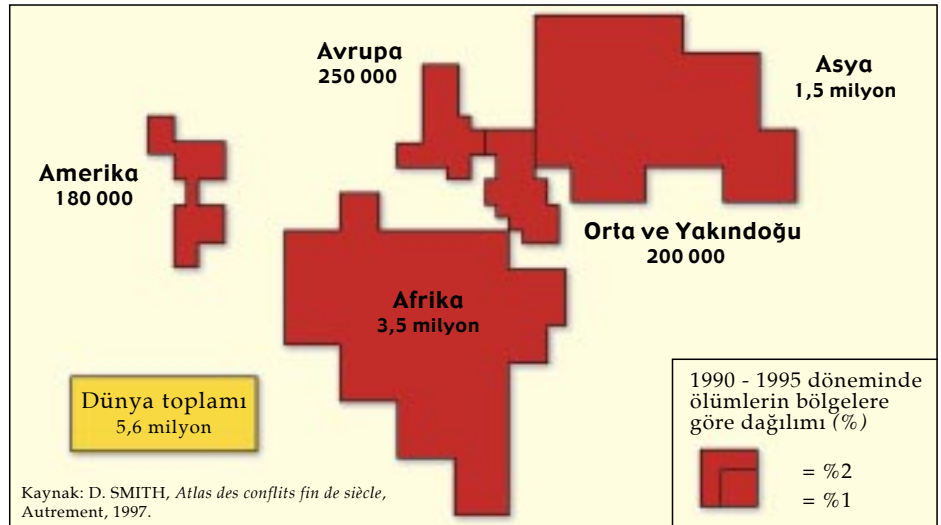 Avrupa
250 000
Asya
1,5 milyon
Amerika
180 000
Orta ve Yakındoğu
200 000
Afrika
3,5 milyon
Dünya toplamı
5,6 milyon
1990 - 1995 döneminde
ölümlerin bölgelere
göre dağılımı (%)
= %2
= %1
Kaynak: D. SMITH, Atlas des conflits fin de siècle,
Autrement, 1997.